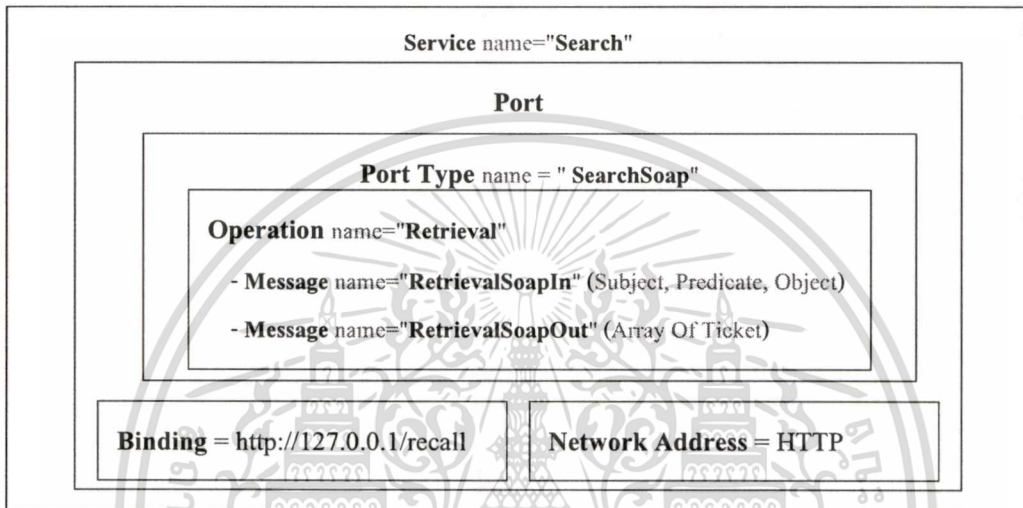 Service name="Search"
Port
Port Type name = " SearchSoap"
Operation name="Retrieval"
- Message name="RetrievalSoapIn" (Subject, Predicate, Object)
- Message name="RetrievalSoapOut" (Array Of Ticket)
Binding = http://127.0.0.1/recall
Network Address = HTTP